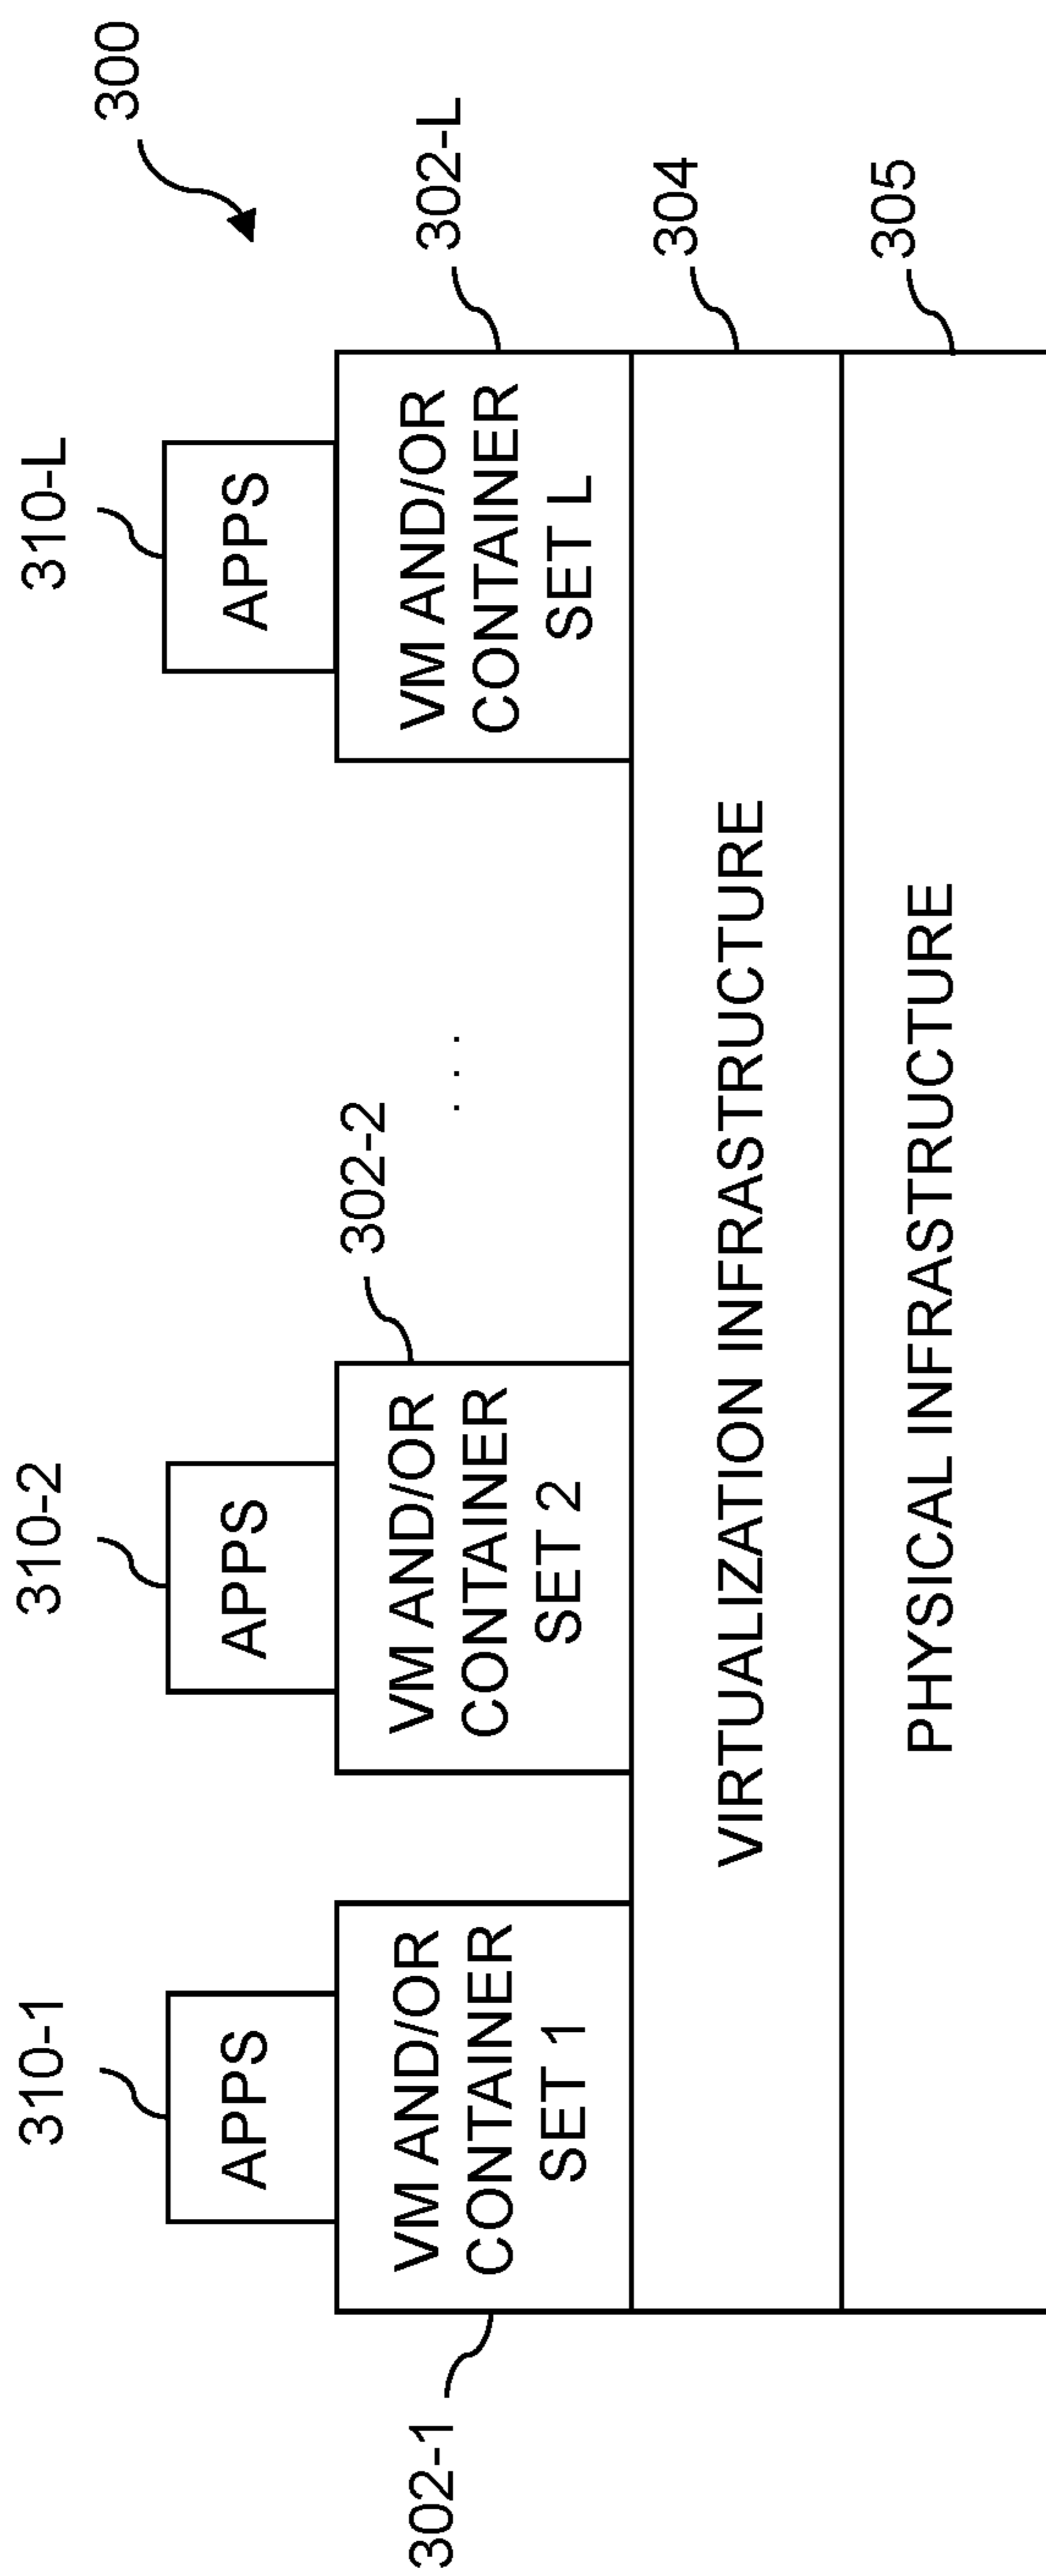 300
310-1
310-2
310-L
APPS
APPS
APPS
302-1
VM AND/OR
CONTAINER
SET 1
VM AND/OR
CONTAINER
SET 2
302-2
. . .
VM AND/OR
CONTAINER
SET L
302-L
VIRTUALIZATION INFRASTRUCTURE
304
PHYSICAL INFRASTRUCTURE
305